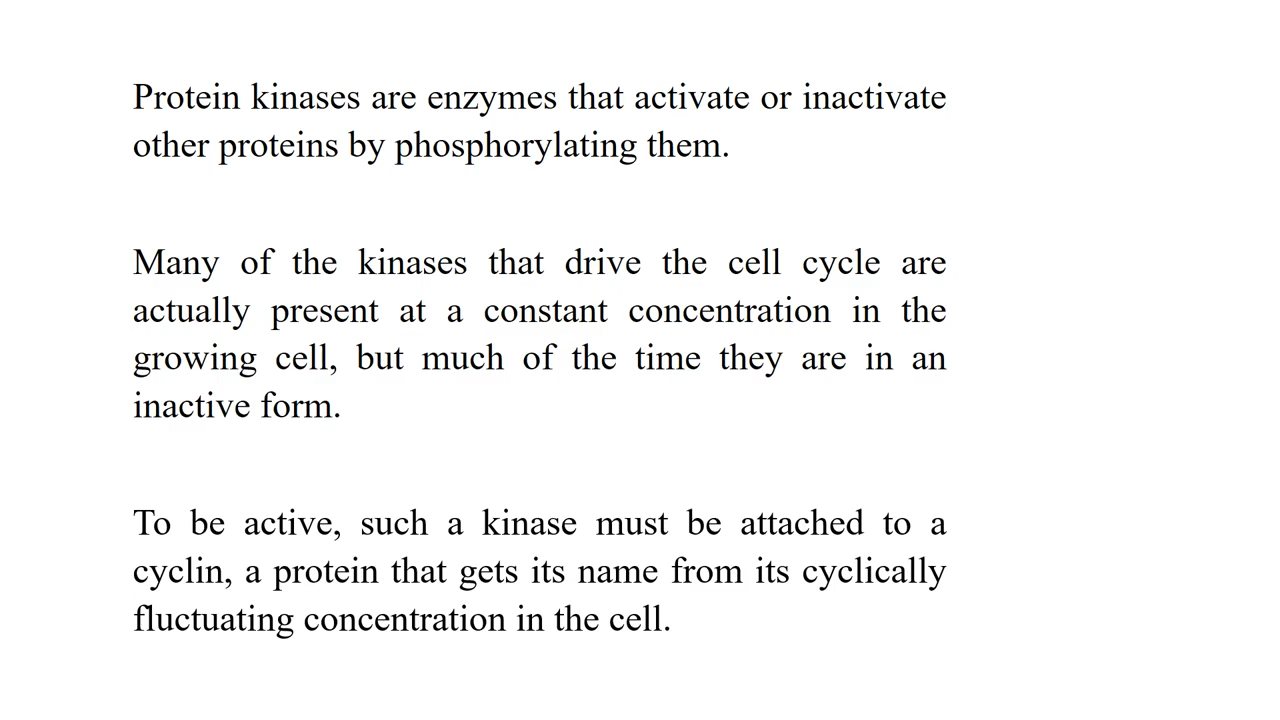 Protein kinases are enzymes that activate or inactivate
other proteins by phosphorylating them.
Many of the kinases that drive the cell cycle are
actually present at a constant concentration in the
growing cell, but much of the time they are in an
inactive form.
To be active, such a kinase must be attached to a
cyclin, a protein that gets its name from its cyclically
fluctuating concentration in the cell.